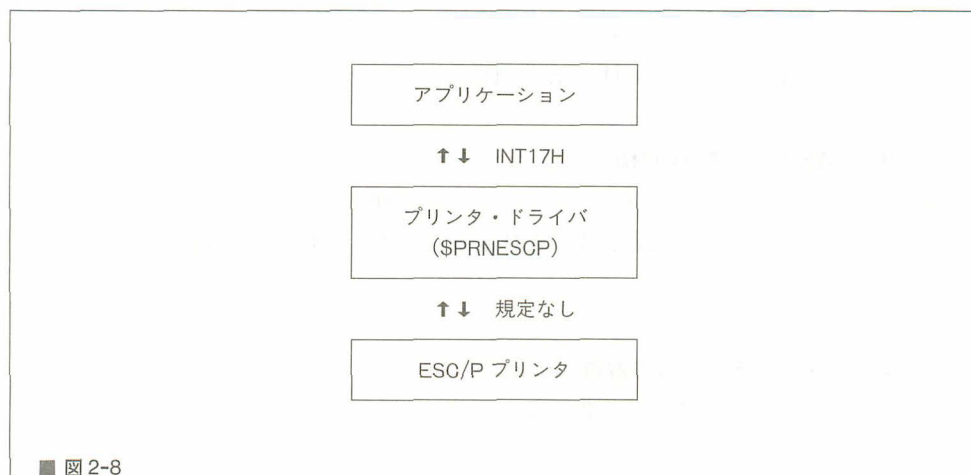 アプリケーション
↑↓ INT17H
プリンタ・ドライバ
($PRNESCP)
↑↓ 規定なし
ESC/P プリンタ
■ 図 2-8